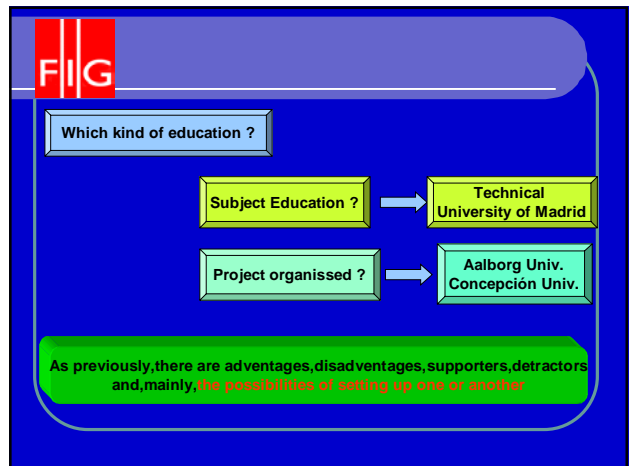 FIG
Which kind of education ?
Subject Education ?
Technical
University of Madrid
Project organissed ?
Aalborg Univ.
Concepción Univ.
As previously,there are adventages,disadventages,supporters,detractors
and,mainly,the possibilities of setting up one or another